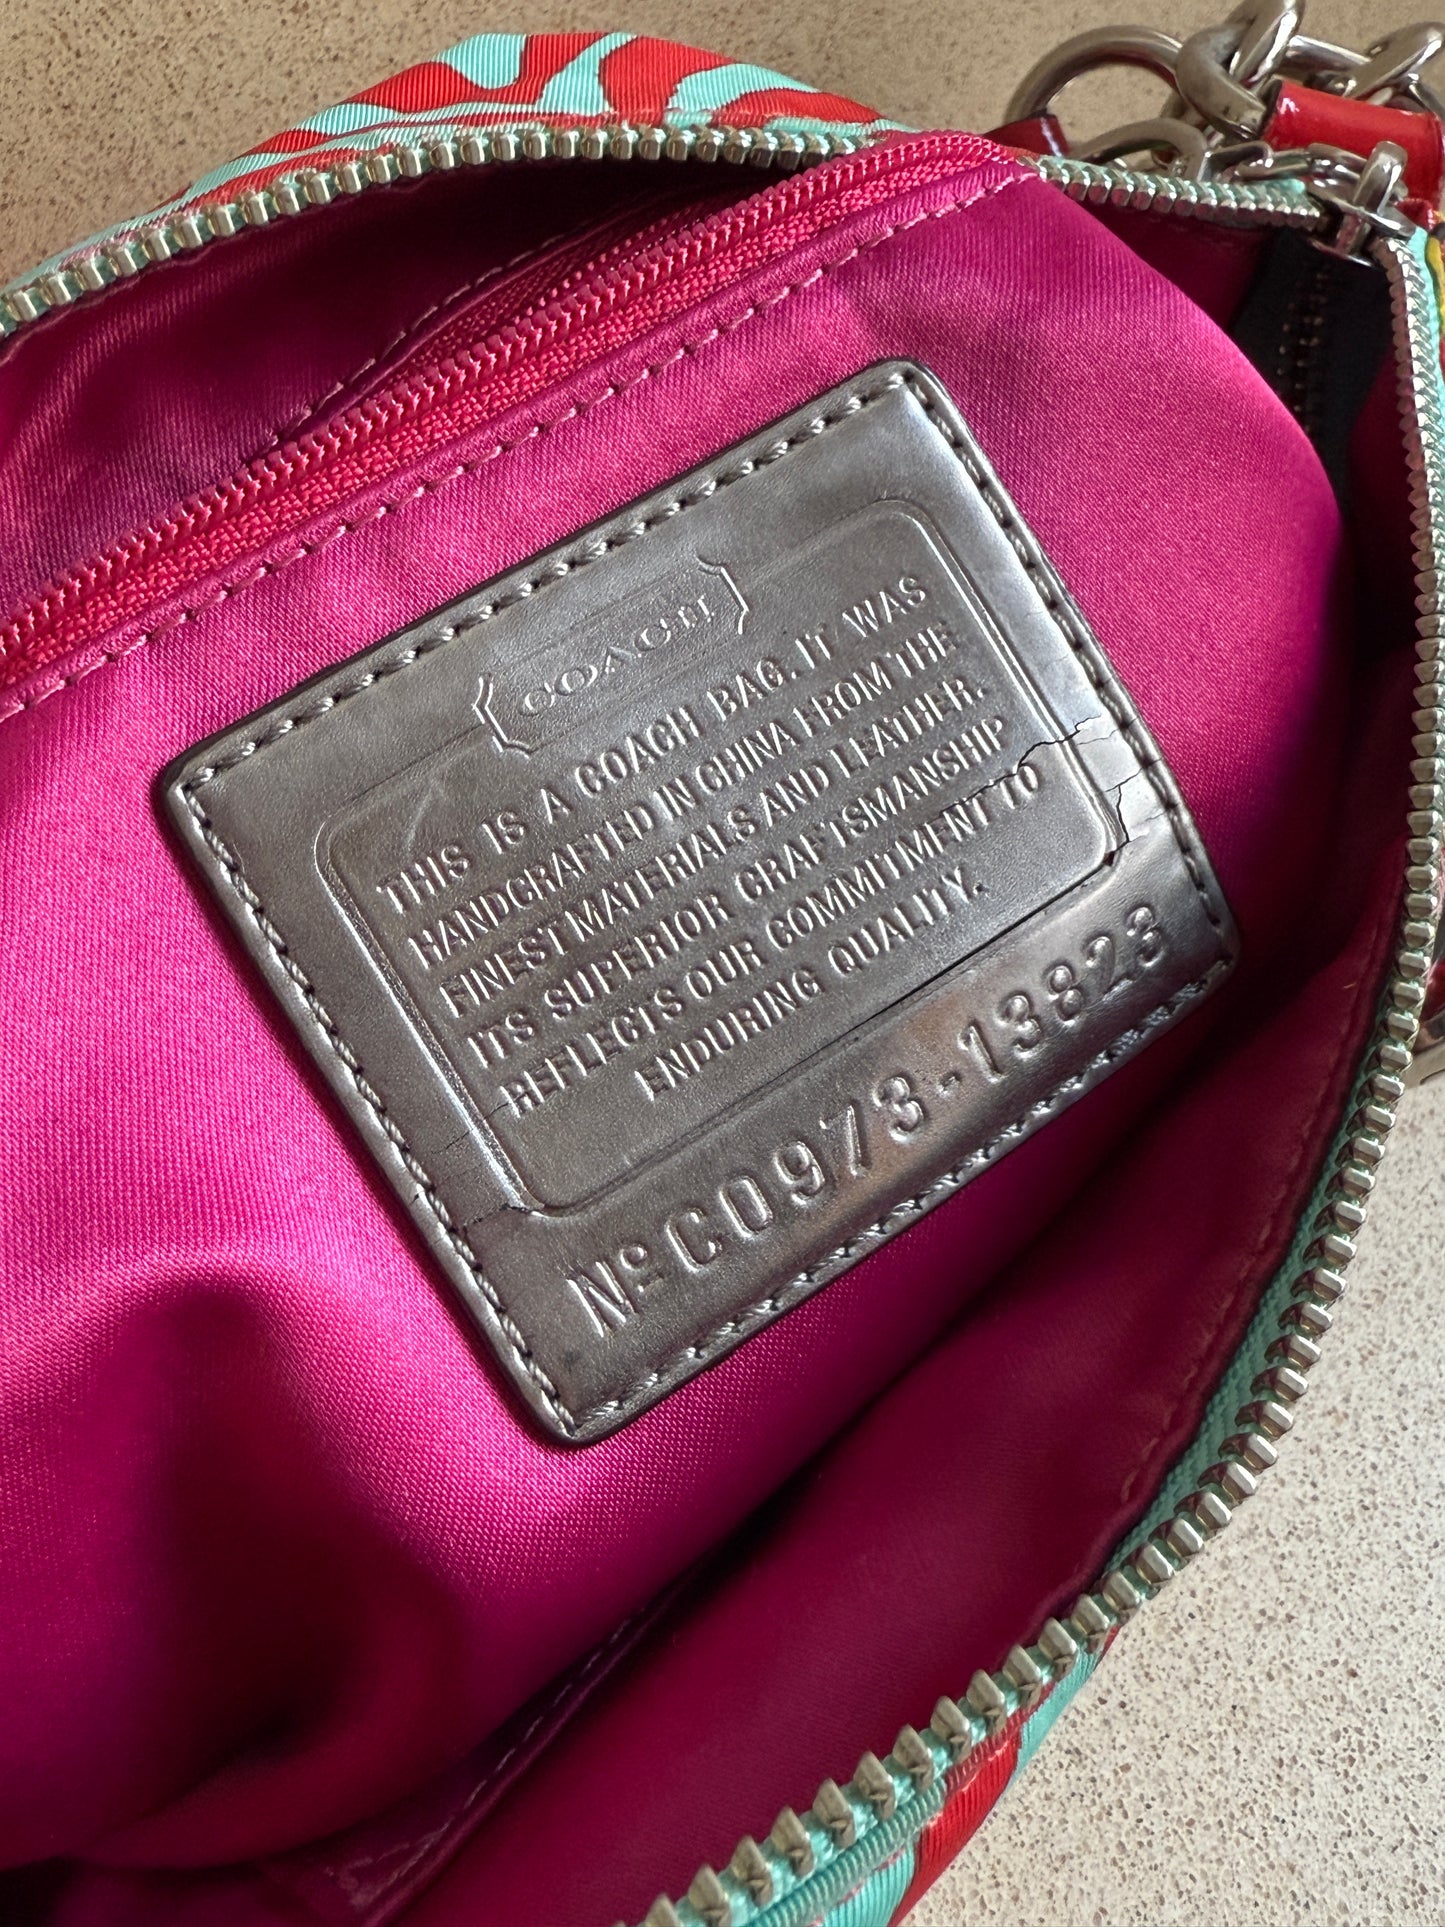 COACH
THIS IS A COACH BAG. IT WAS
HANDCRAFTED IN CHINA FROM THE
FINEST MATERIALS AND LEATHER.
ITS SUPERIOR CRAFTSMANSHIP
REFLECTS OUR COMMITMENT TO
ENDURING QUALITY.
Nº C0973-13823